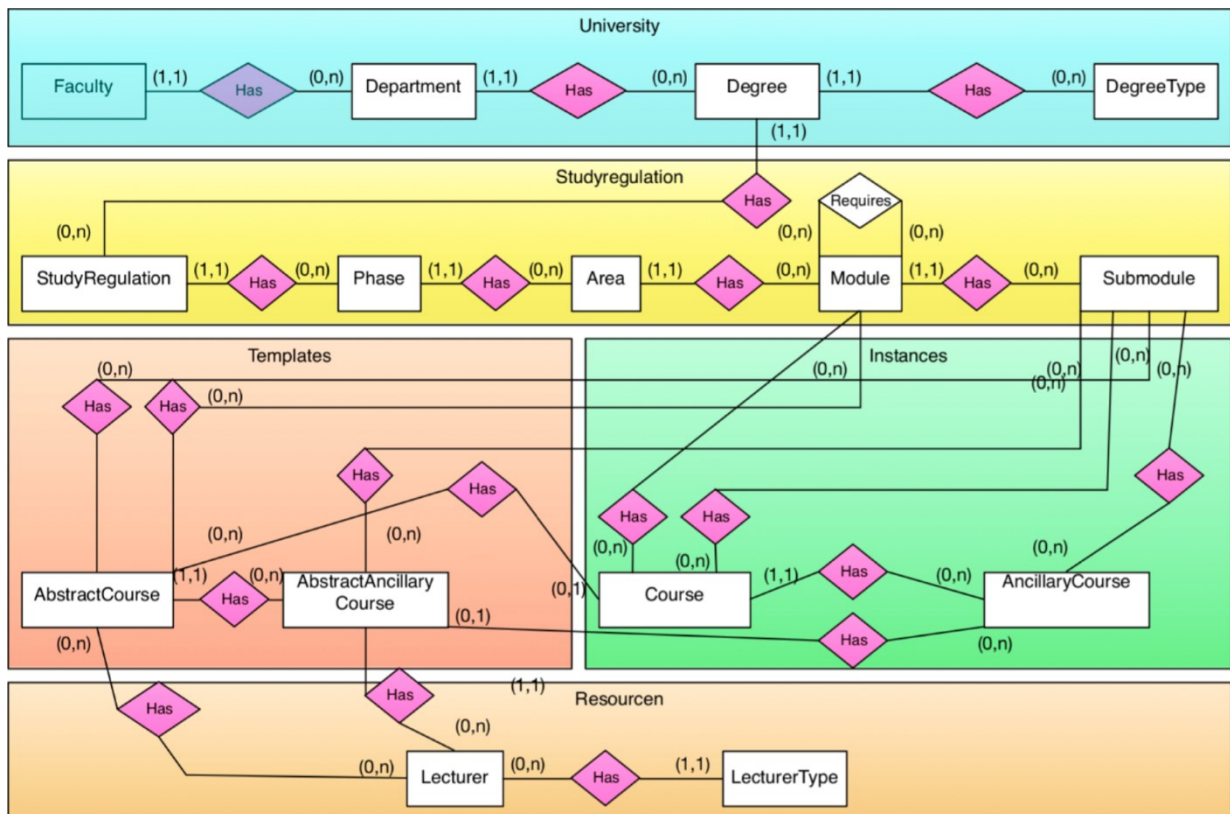 University
Faculty
(1,1)
Has
(0,n)
Department
(1,1)
Has
(0,n)
Degree
(1,1)
Has
(0,n)
DegreeType
(1,1)
Studyregulation
Has
Requires
(0,n)
(0,n)
(0,n)
StudyRegulation
(1,1)
Has
(0,n)
Phase
(1,1)
Has
(0,n)
Area
(1,1)
Has
(0,n)
Module
(1,1)
Has
(0,n)
Submodule
Templates
Instances
(0,n)
(0,n)
(0,n)
(0,n)
(0,n)
(0,n)
Has
Has
(0,n)
Has
Has
Has
Has
Has
(0,n)
(0,n)
(0,n)
(0,n)
(0,n)
AbstractCourse
(1,1)
Has
(0,n)
AbstractAncillary
Course
(0,1)
(0,1)
Course
(1,1)
Has
(0,n)
AncillaryCourse
Has
(0,n)
(0,n)
Resourcen
(1,1)
Has
Has
(0,n)
(0,n)
Lecturer
(0,n)
Has
(1,1)
LecturerType